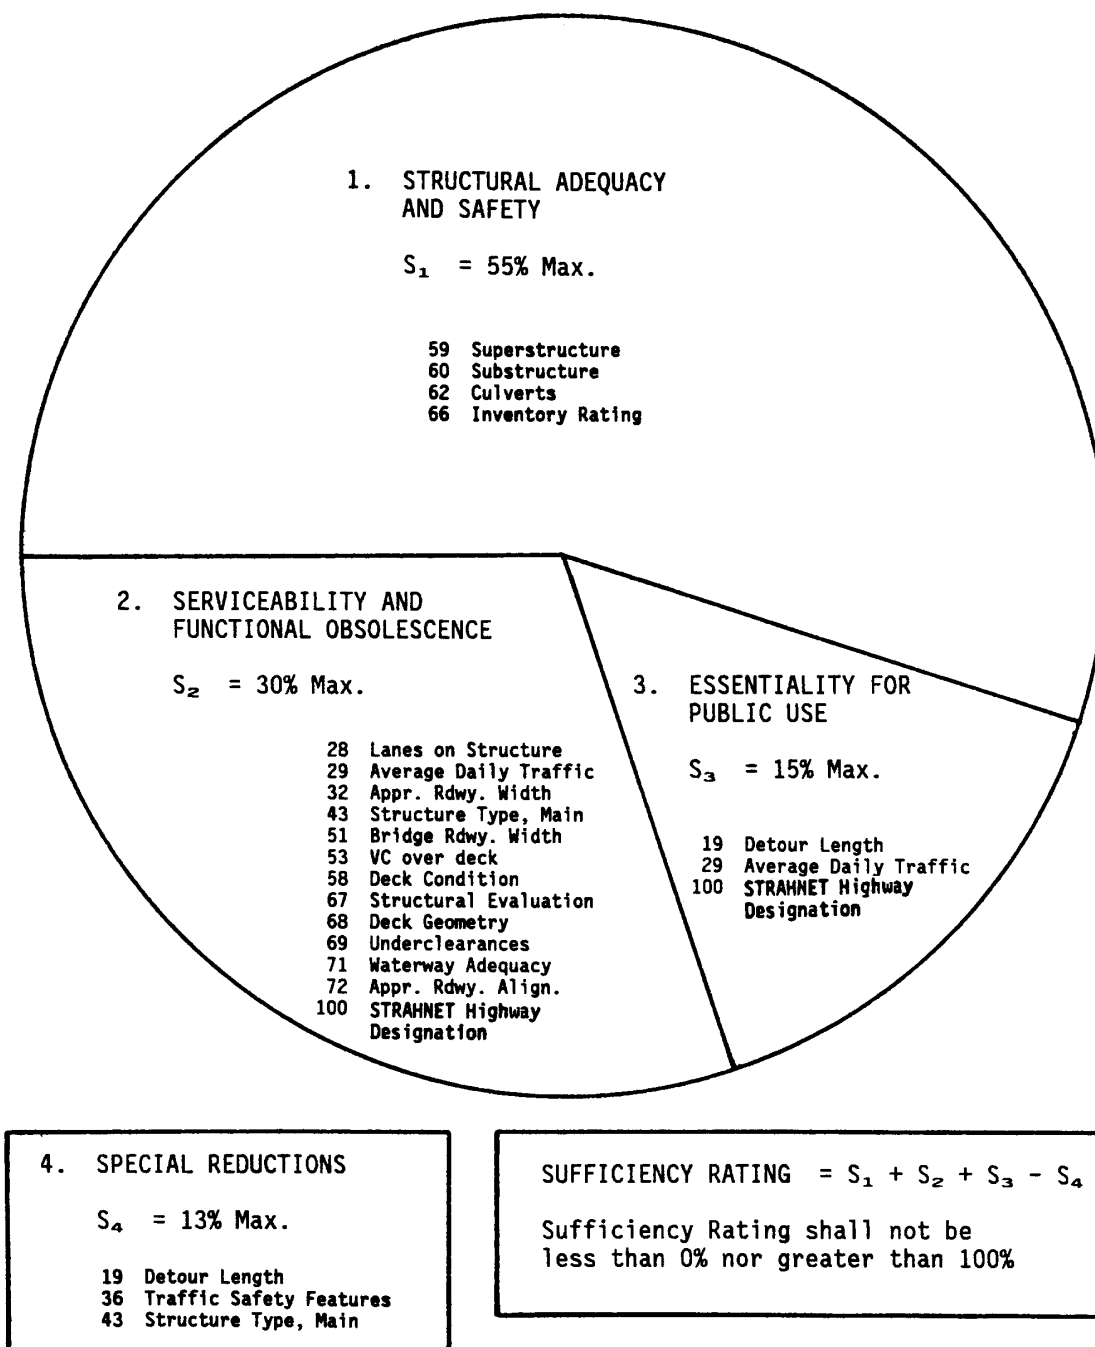 1. STRUCTURAL ADEQUACY
AND SAFETY
S₁ = 55% Max.
59 Superstructure
60 Substructure
62 Culverts
66 Inventory Rating
2. SERVICEABILITY AND
FUNCTIONAL OBSOLESCENCE
S₂ = 30% Max.
28 Lanes on Structure
29 Average Daily Traffic
32 Appr. Rdwy. Width
43 Structure Type, Main
51 Bridge Rdwy. Width
53 VC over deck
58 Deck Condition
67 Structural Evaluation
68 Deck Geometry
69 Underclearances
71 Waterway Adequacy
72 Appr. Rdwy. Align.
100 STRAHNET Highway
Designation
3. ESSENTIALITY FOR
PUBLIC USE
S₃ = 15% Max.
19 Detour Length
29 Average Daily Traffic
100 STRAHNET Highway
Designation
4. SPECIAL REDUCTIONS
S₄ = 13% Max.
19 Detour Length
36 Traffic Safety Features
43 Structure Type, Main
SUFFICIENCY RATING = S₁ + S₂ + S₃ - S₄
Sufficiency Rating shall not be
less than 0% nor greater than 100%